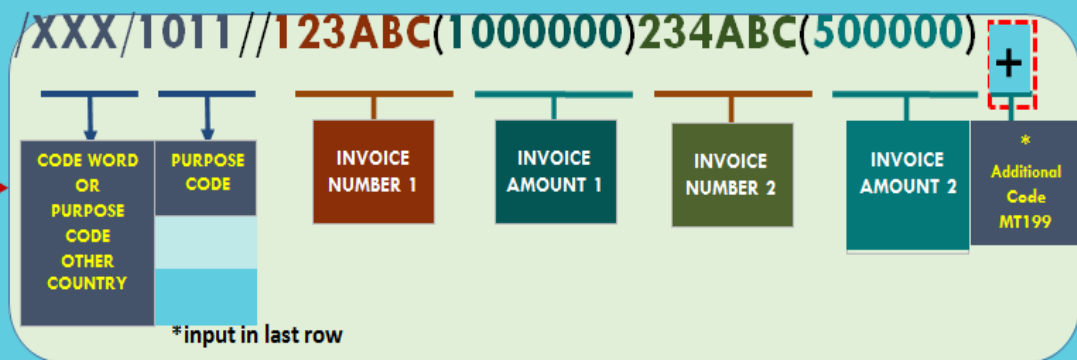 /XXX/1011//123ABC(1000000)234ABC(500000)
+
CODE WORD
OR
PURPOSE
CODE
OTHER
COUNTRY
PURPOSE
CODE
INVOICE
NUMBER 1
INVOICE
AMOUNT 1
INVOICE
NUMBER 2
INVOICE
AMOUNT 2
*
Additional
Code
MT199
*input in last row